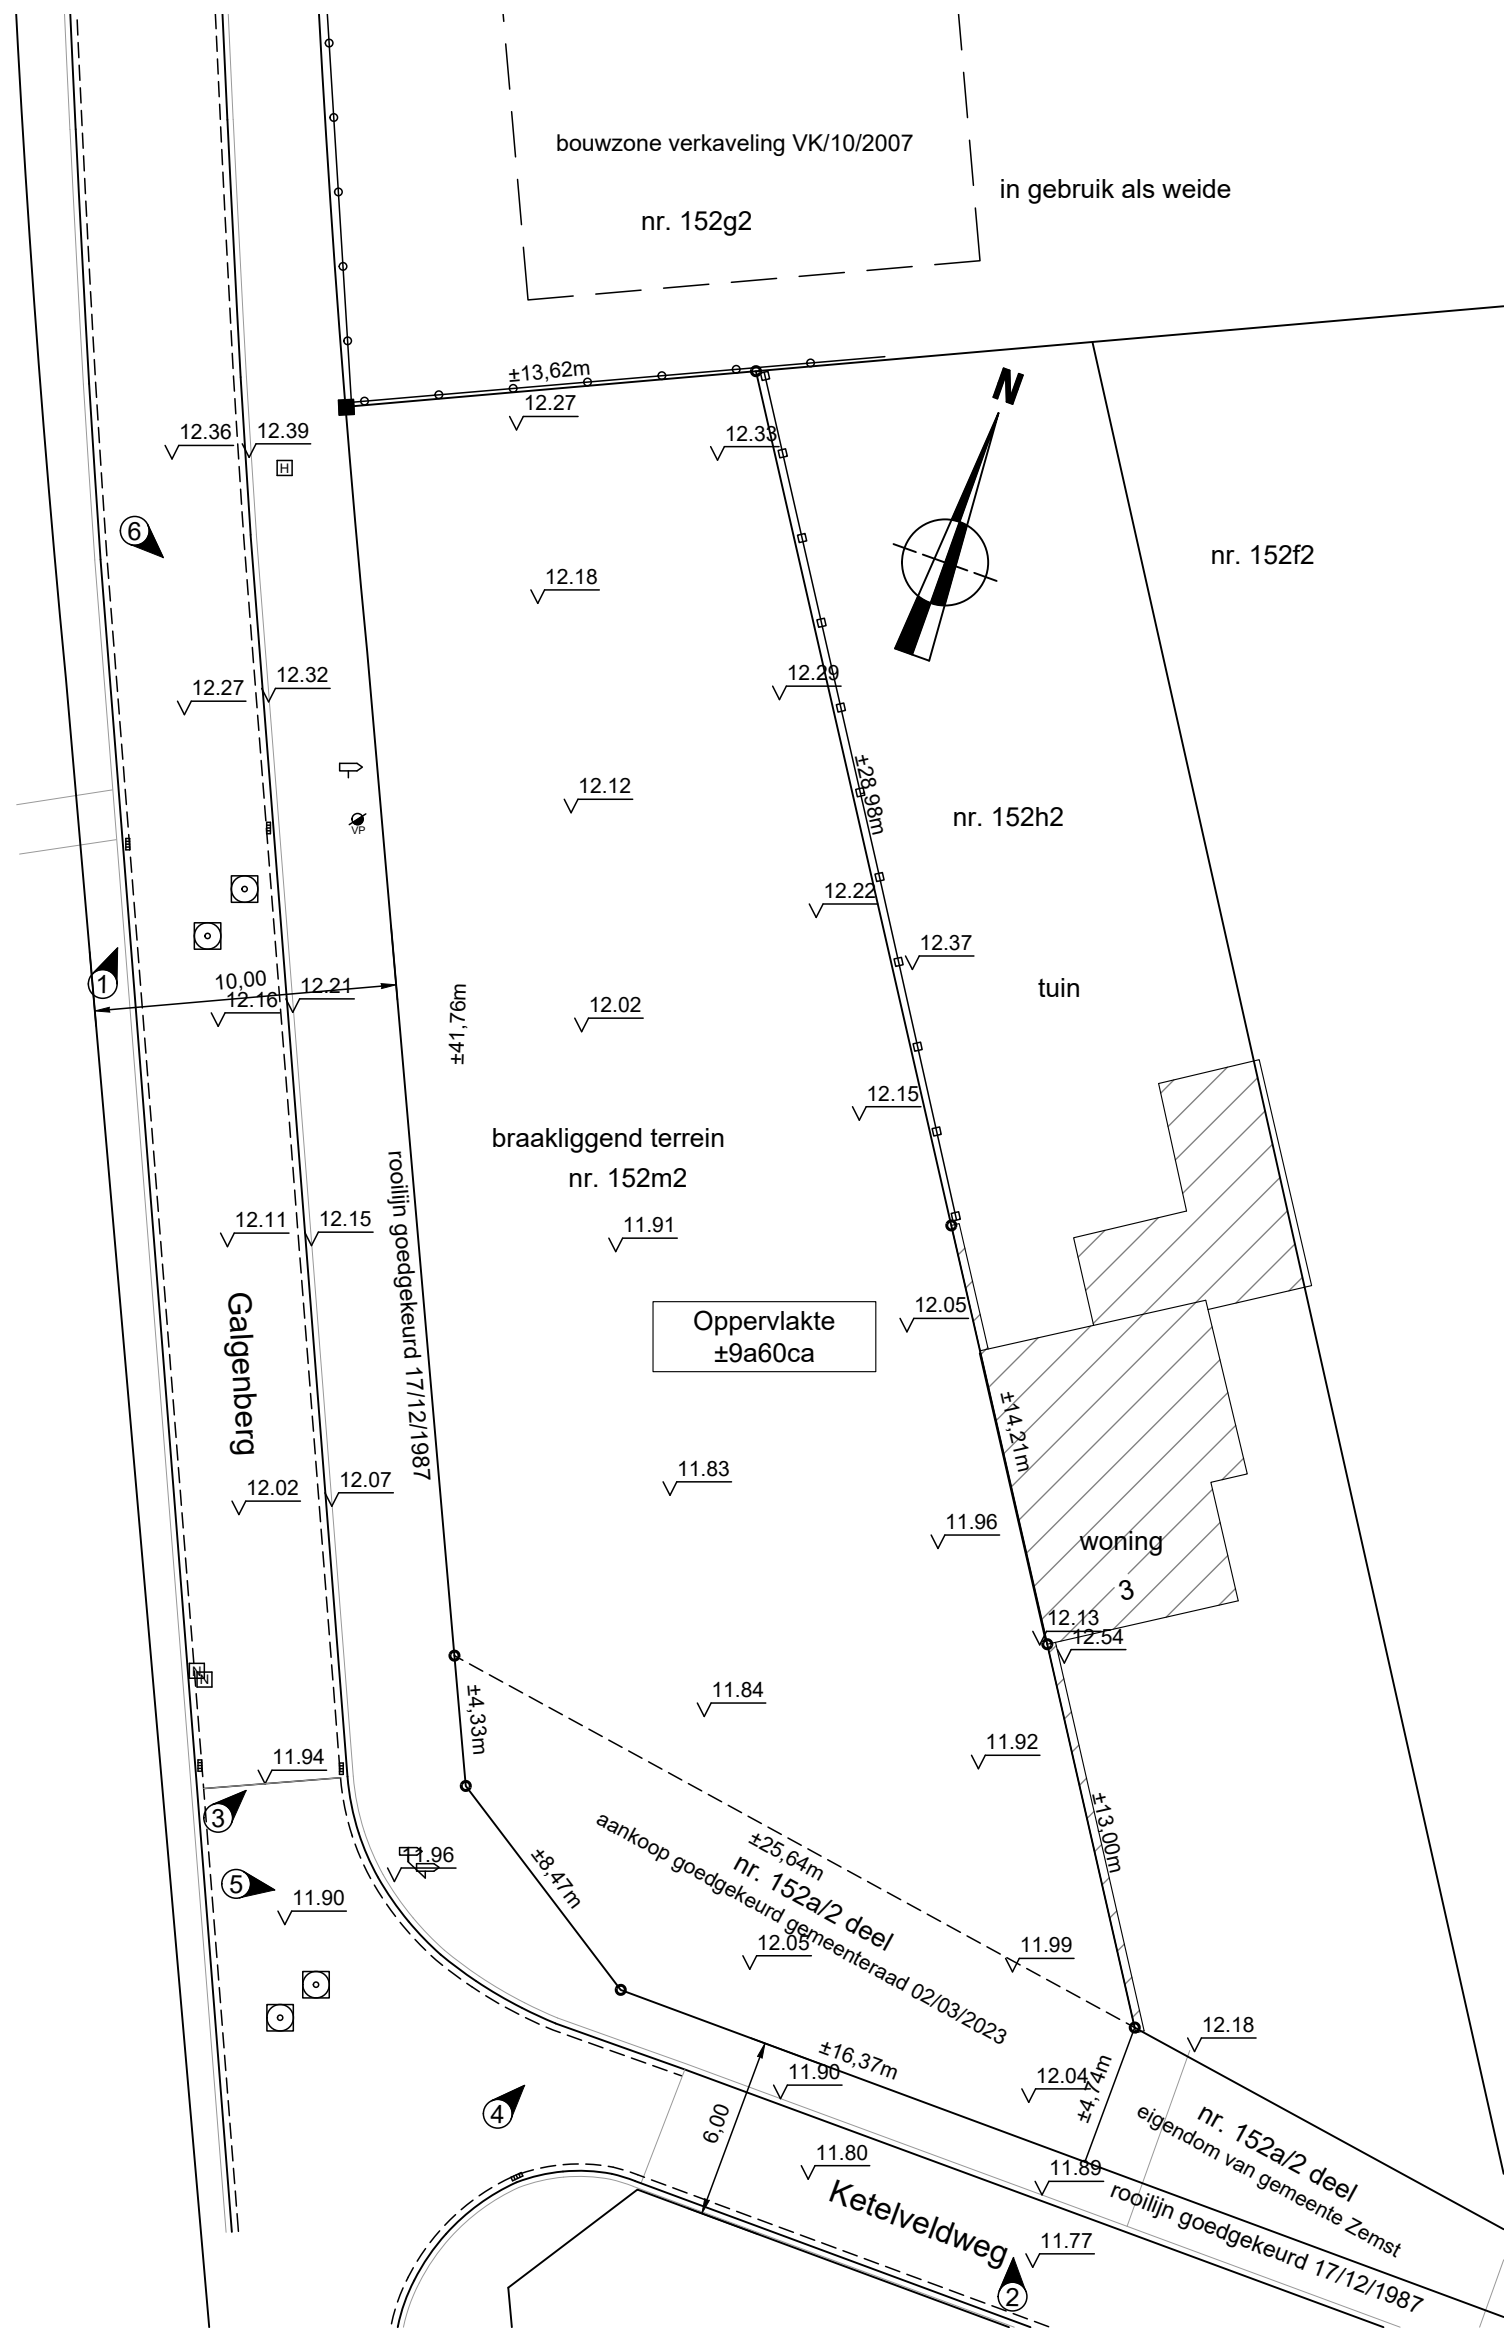 bouwzone verkaveling VK/10/2007
in gebruik als weide
nr. 152g2
±13,62m
N
12.27
12.36
12.39
12.33
H
6
nr. 152f2
12.18
12.27
12.32
12.29
12.12
±28,98m
nr. 152h2
VP
12.22
12.37
1
10,00
12.16
12.21
±41,76m
12.02
tuin
12.15
braakliggend terrein
nr. 152m2
rooilijn goedgekeurd 17/12/1987
12.11
12.15
11.91
Galgenberg
Oppervlakte
±9a60ca
12.05
±14,21m
12.02
12.07
11.83
11.96
woning
3
12.13
12.54
N
N
±4,33m
11.84
11.92
11.94
3
±13,00m
11.96
±8,47m
±25,64m
nr. 152a/2 deel
aankoop goedgekeurd gemeenteraad 02/03/2023
5
11.90
12.05
11.99
12.18
±16,37m
11.90
12.04
±4,74m
4
6,00
nr. 152a/2 deel
eigendom van gemeente Zemst
11.80
11.89
rooilijn goedgekeurd 17/12/1987
Ketelveldweg
11.77
2